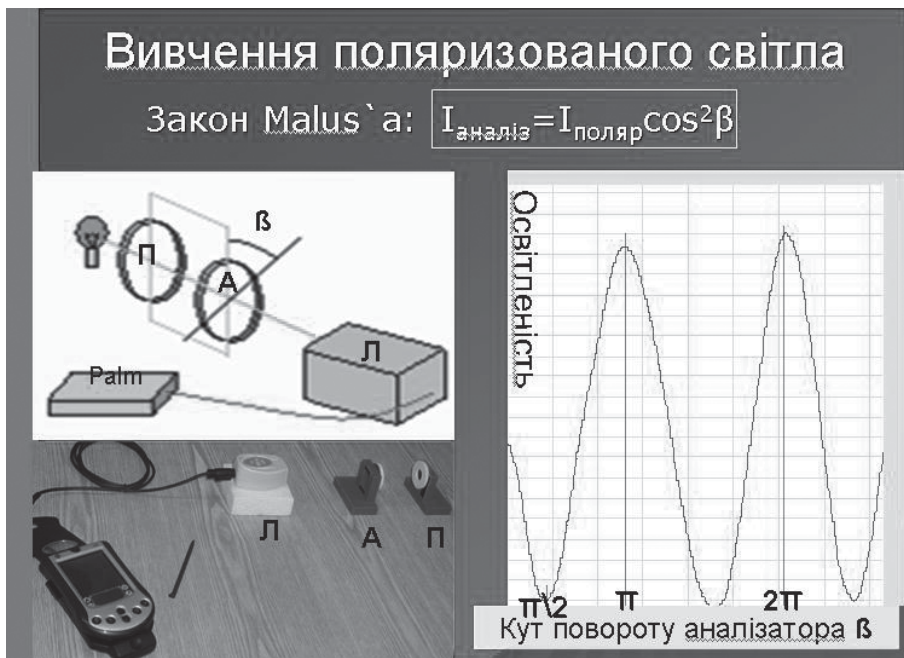 Вивчення поляризованого світла
Закон Malus`а: Iаналіз=Iполярcos²β
ß
П
А
Л
Palm
Л
А
П
Освітленість
π\2
π
2π
Кут повороту аналізатора ß